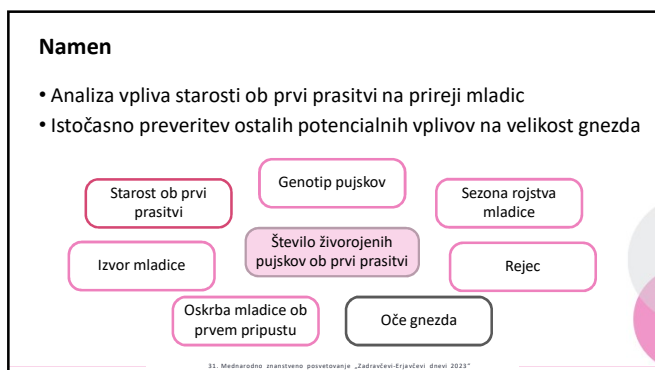 Namen
• Analiza vpliva starosti ob prvi prasitvi na prireji mladic
• Istočasno preveritev ostalih potencialnih vplivov na velikost gnezda
Genotip pujskov
Starost ob prvi
prasitvi
Sezona rojstva
mladice
Število živorojenih
pujskov ob prvi prasitvi
Izvor mladice
Rejec
Oskrba mladice ob
prvem pripustu
Oče gnezda
31. Mednarodno znanstveno posvetovanje „Zadravčevi-Erjavčevi dnevi 2023“